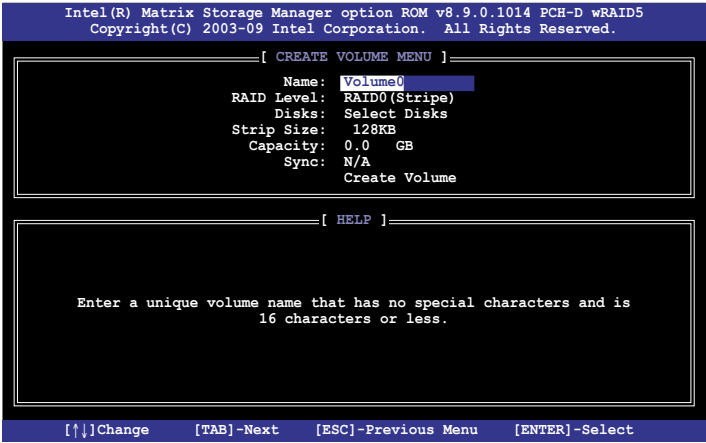 Intel(R) Matrix Storage Manager option ROM v8.9.0.1014 PCH-D wRAID5
Copyright(C) 2003-09 Intel Corporation. All Rights Reserved.
[ CREATE VOLUME MENU ]
Name: Volume0
RAID Level: RAID0(Stripe)
Disks: Select Disks
Strip Size: 128KB
Capacity: 0.0 GB
Sync: N/A
Create Volume
[ HELP ]
Enter a unique volume name that has no special characters and is
16 characters or less.
[↑↓]Change [TAB]-Next [ESC]-Previous Menu [ENTER]-Select